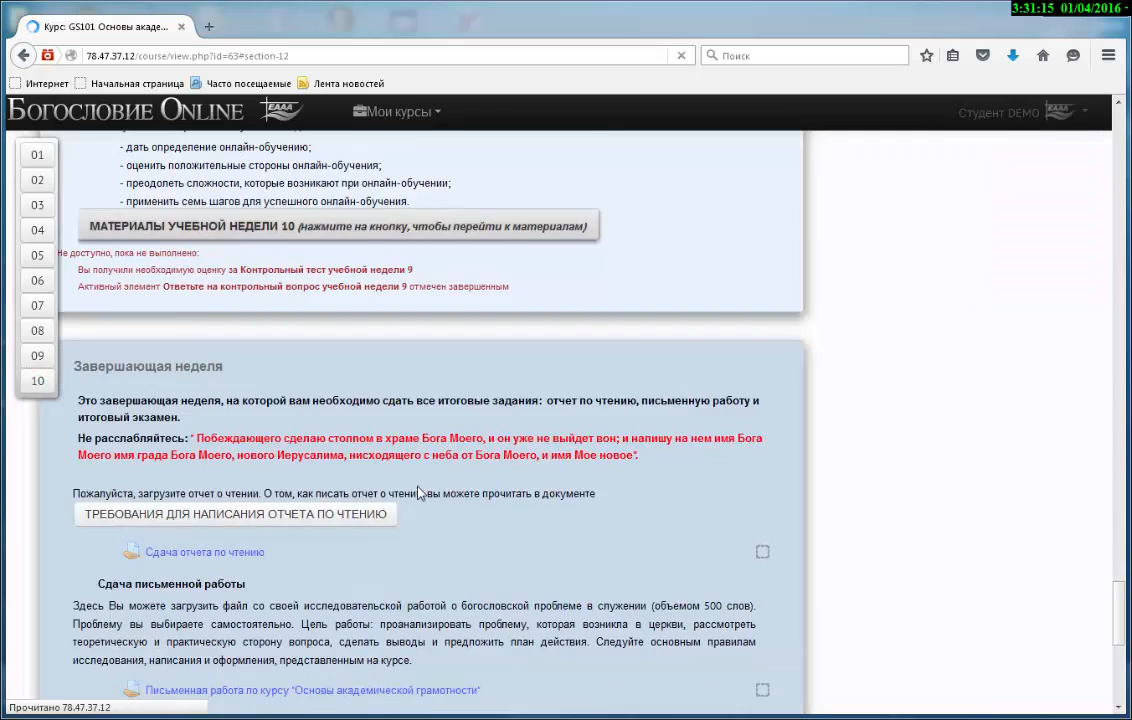 3:31:15 01/04/2016
Курс: GS101 Основы акаде...
78.47.37.12/course/view.php?id=63#section-12
Поиск
Интернет
Начальная страница
Часто посещаемые
Лента новостей
Богословие Online
ЕААА
Мои курсы
Студент DEMO
01
02
03
04
05
06
07
08
09
10
- дать определение онлайн-обучению;
- оценить положительные стороны онлайн-обучения;
- преодолеть сложности, которые возникают при онлайн-обучении;
- применить семь шагов для успешного онлайн-обучения.
МАТЕРИАЛЫ УЧЕБНОЙ НЕДЕЛИ 10 (нажмите на кнопку, чтобы перейти к материалам)
Не доступно, пока не выполнено:
Вы получили необходимую оценку за Контрольный тест учебной недели 9
Активный элемент Ответьте на контрольный вопрос учебной недели 9 отмечен завершенным
Завершающая неделя
Это завершающая неделя, на которой вам необходимо сдать все итоговые задания: отчет по чтению, письменную работу и
итоговый экзамен.
Не расслабляйтесь: " Побеждающего сделаю столпом в храме Бога Моего, и он уже не выйдет вон; и напишу на нем имя Бога
Моего имя града Бога Моего, нового Иерусалима, нисходящего с неба от Бога Моего, и имя Мое новое".
Пожалуйста, загрузите отчет о чтении. О том, как писать отчет о чтении вы можете прочитать в документе
ТРЕБОВАНИЯ ДЛЯ НАПИСАНИЯ ОТЧЕТА ПО ЧТЕНИЮ
Сдача отчета по чтению
Сдача письменной работы
Здесь Вы можете загрузить файл со своей исследовательской работой о богословской проблеме в служении (объемом 500 слов).
Проблему вы выбираете самостоятельно. Цель работы: проанализировать проблему, которая возникла в церкви, рассмотреть
теоретическую и практическую сторону вопроса, сделать выводы и предложить план действия. Следуйте основным правилам
исследования, написания и оформления, представленным на курсе.
Письменная работа по курсу "Основы академической грамотности"
Прочитано 78.47.37.12